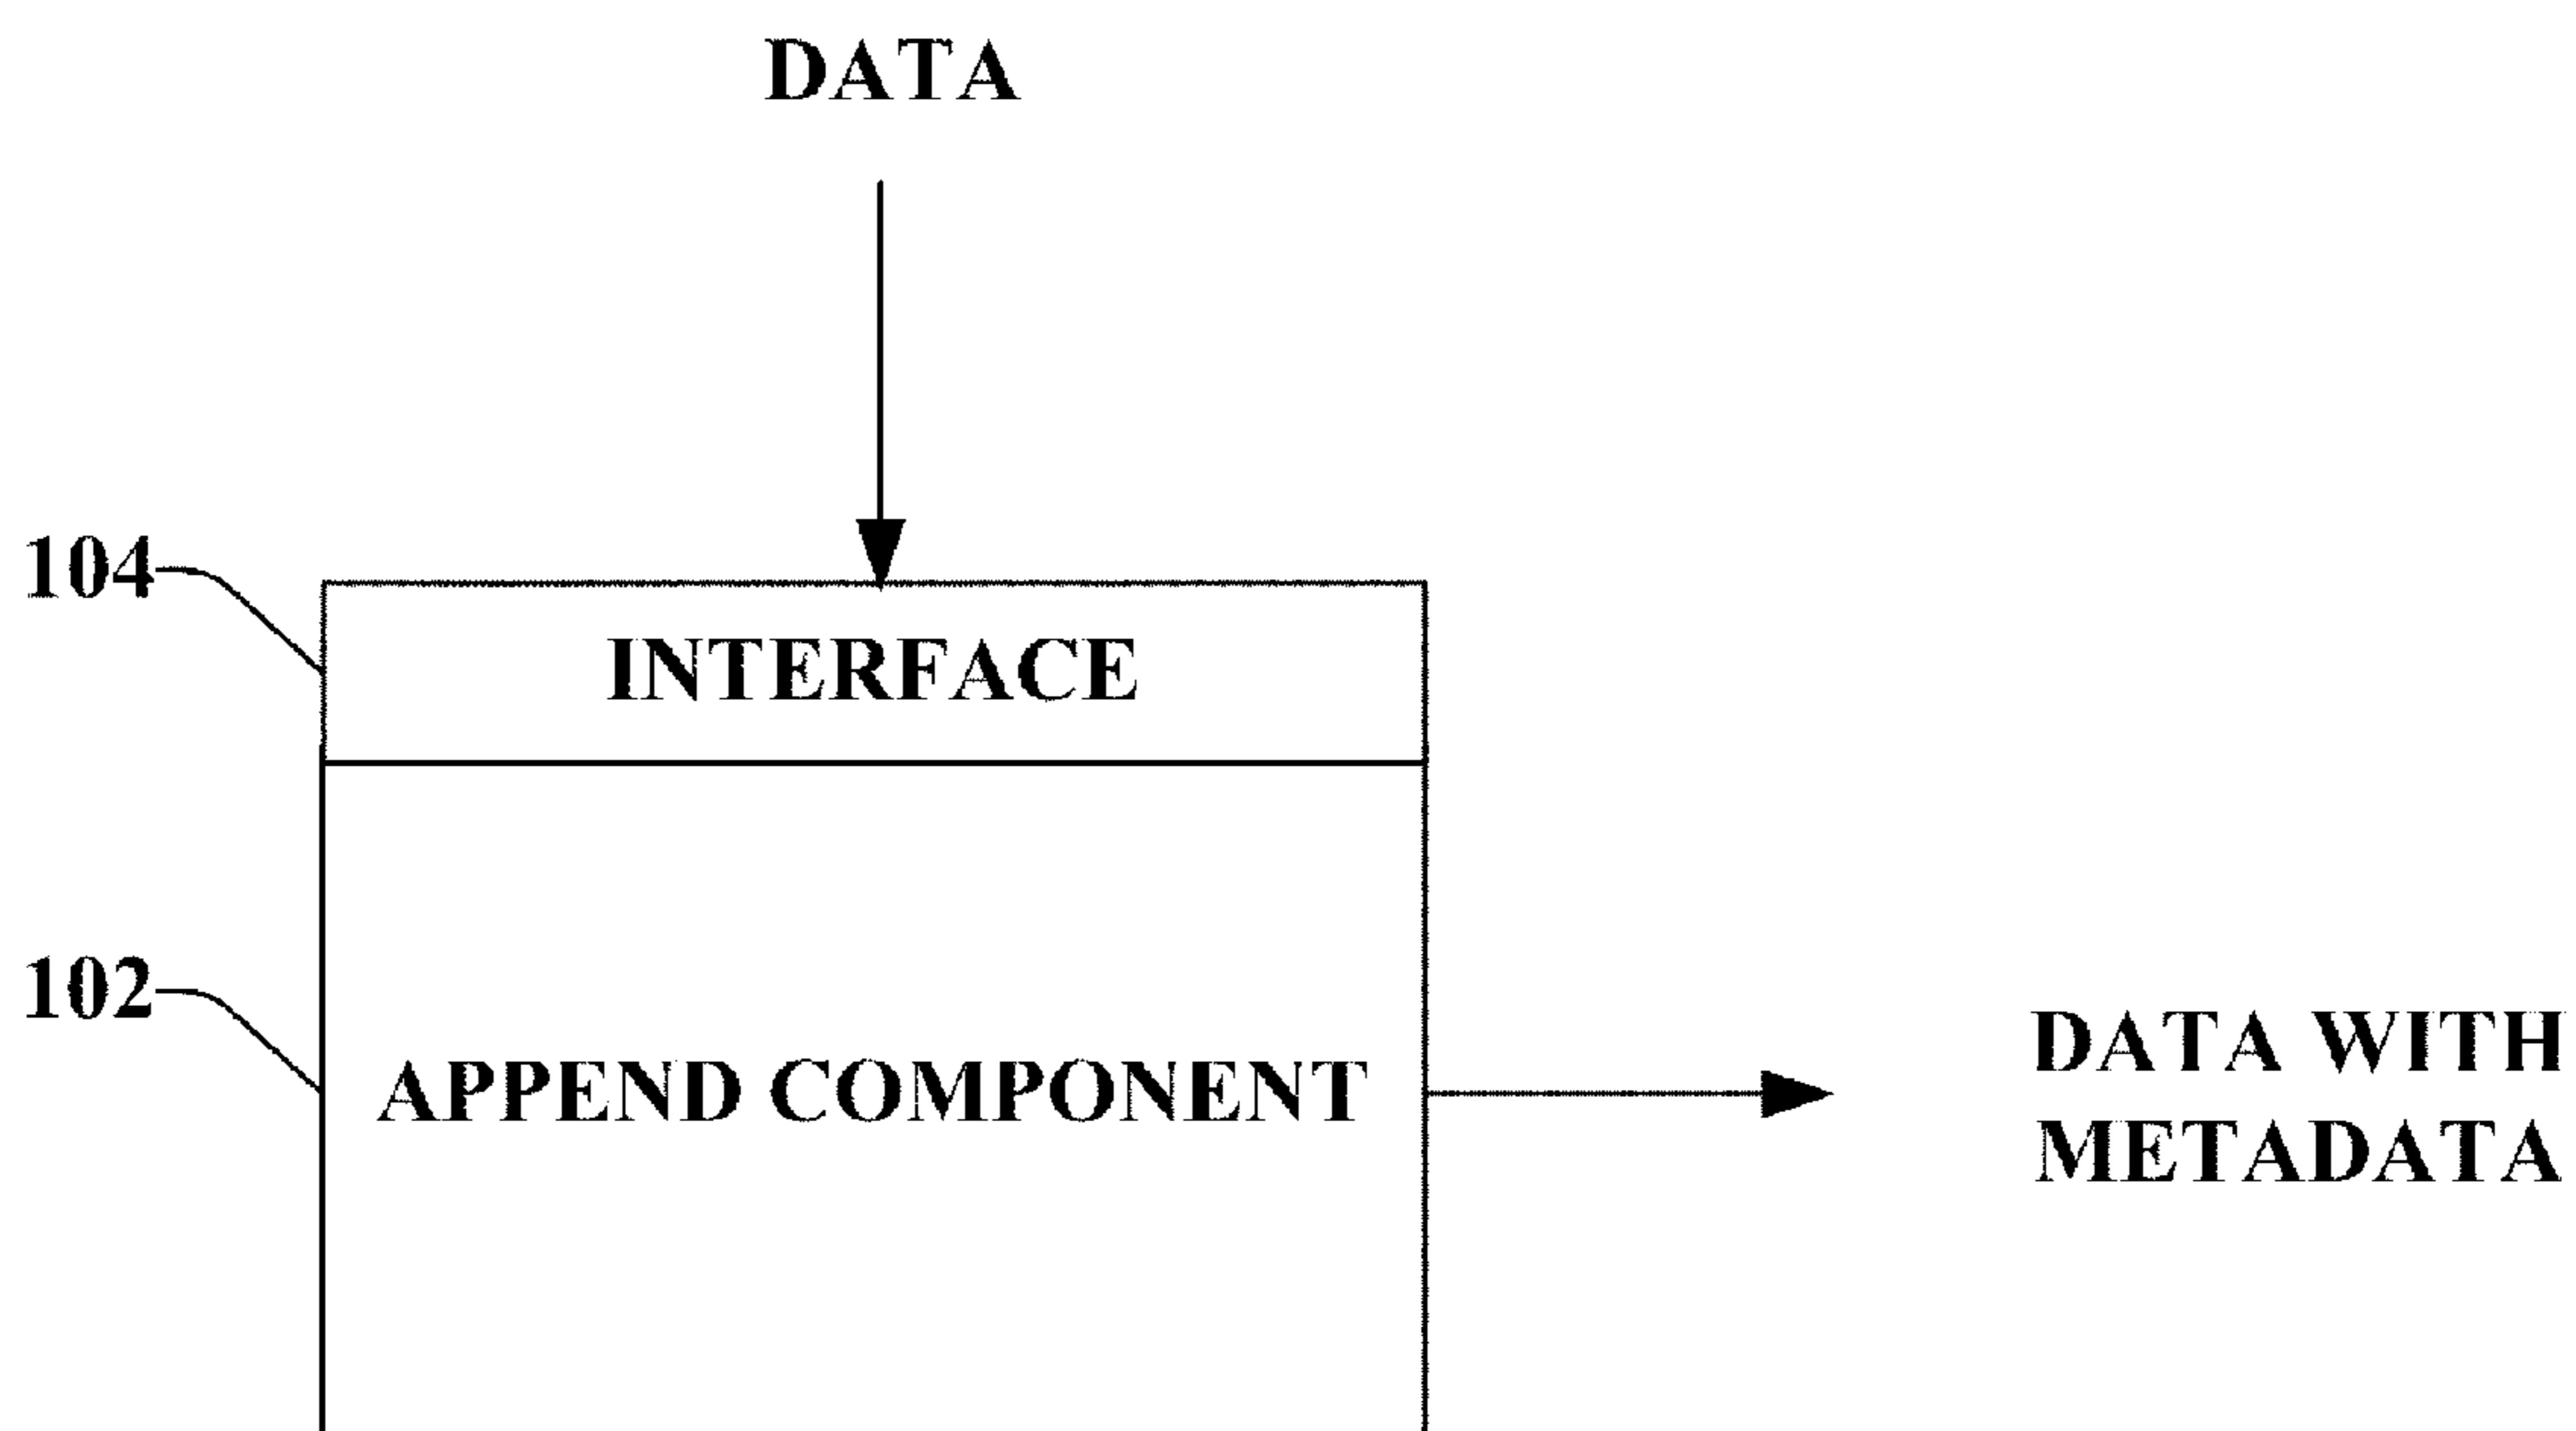 DATA
104
INTERFACE
102
APPEND COMPONENT
DATA WITH
METADATA